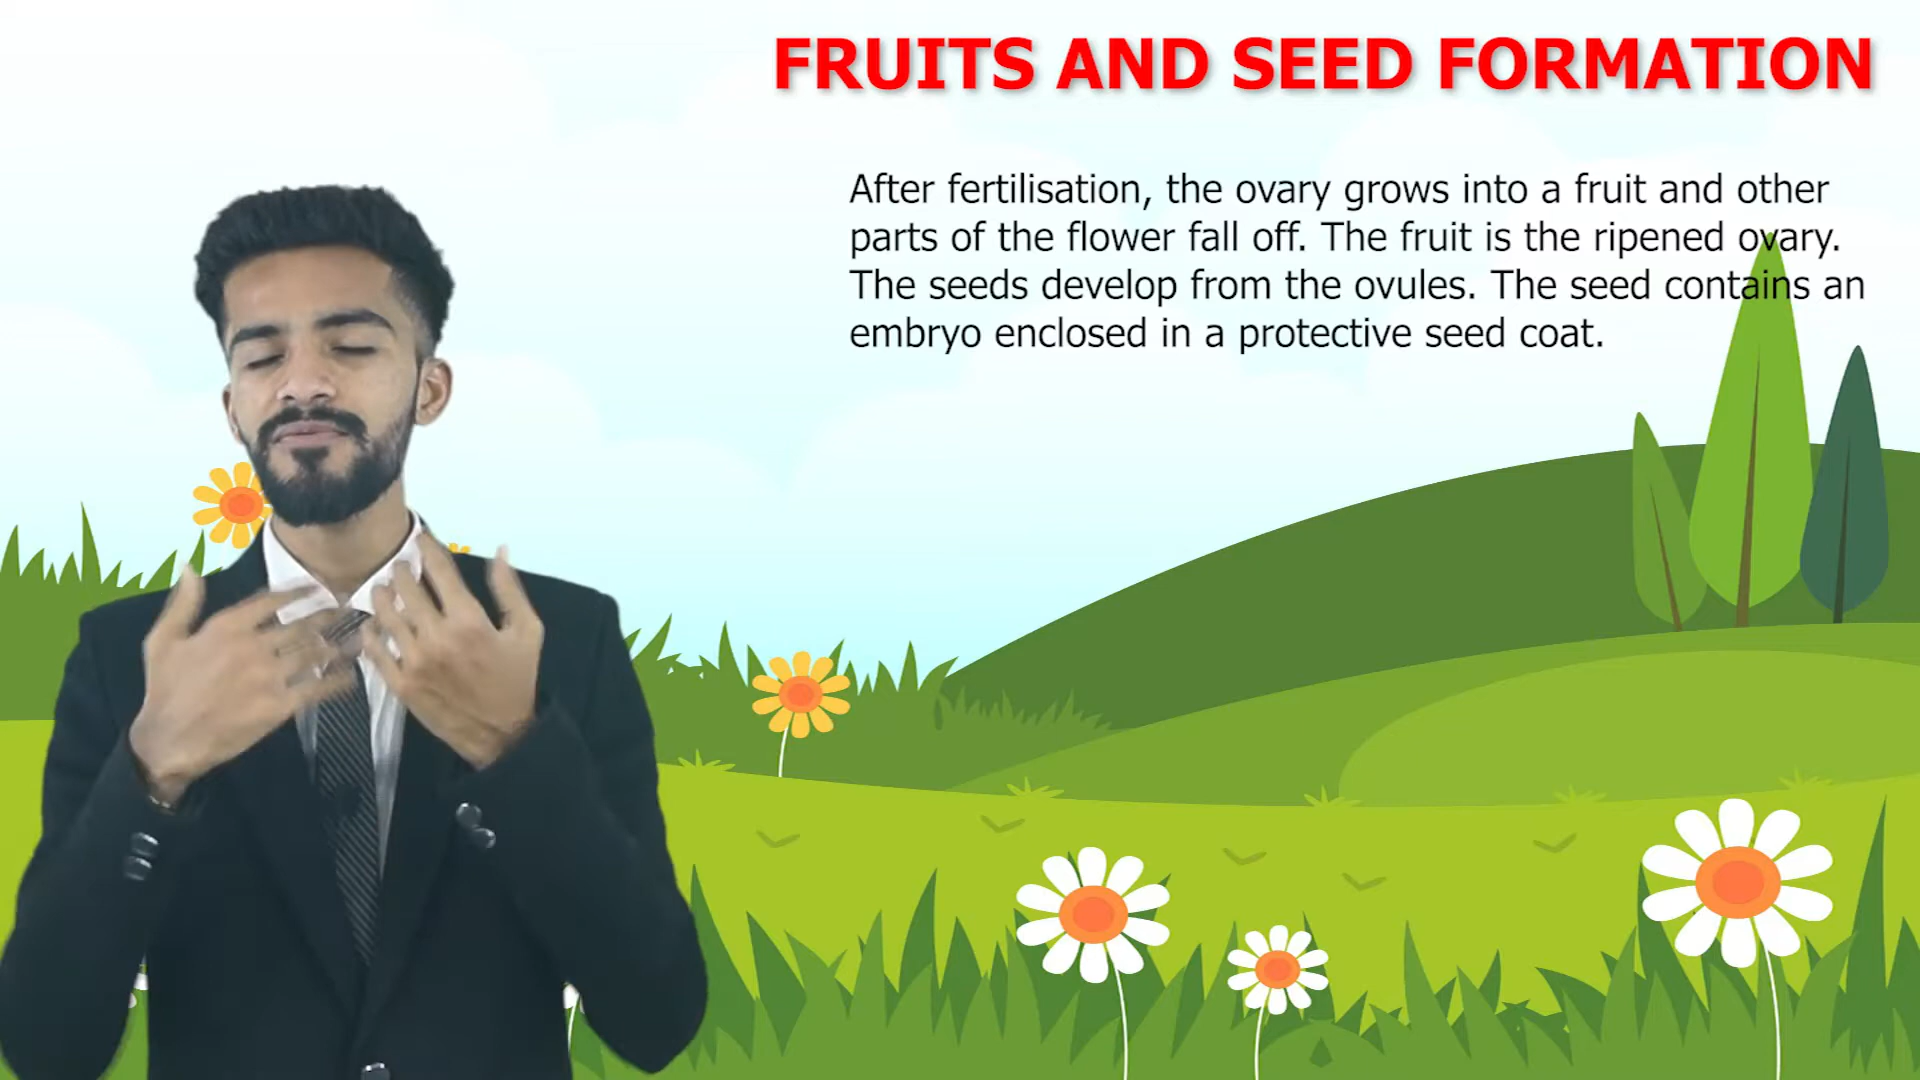 FRUITS AND SEED FORMATION
After fertilisation, the ovary grows into a fruit and other
parts of the flower fall off. The fruit is the ripened ovary.
The seeds develop from the ovules. The seed contains an
embryo enclosed in a protective seed coat.